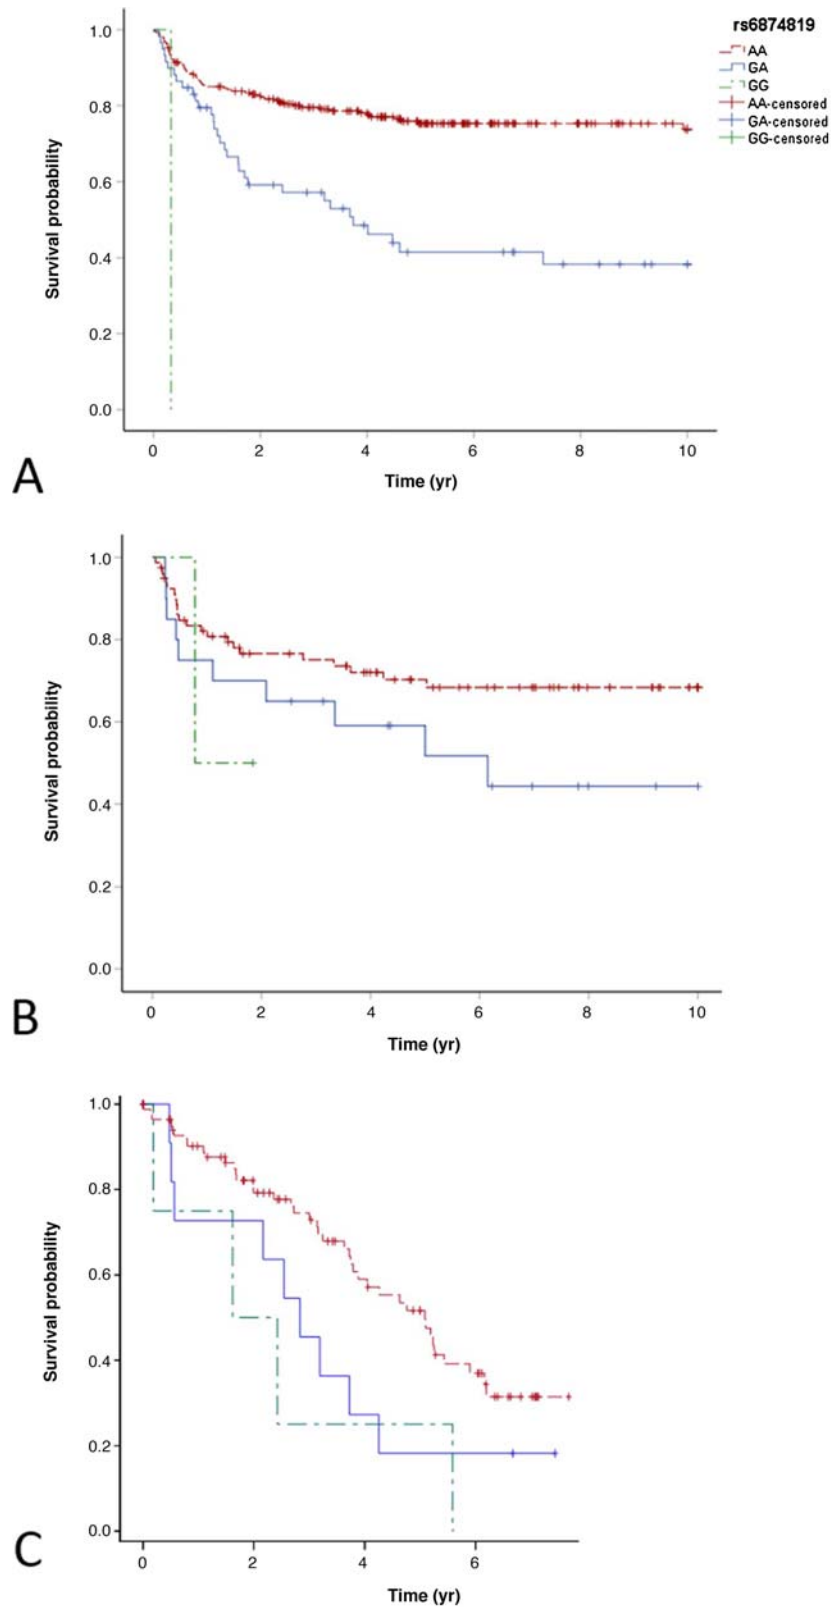 rs6874819
AA
GA
GG
AA-censored
GA-censored
GG-censored
Survival probability
1.0
0.8
0.6
0.4
0.2
0.0
0 2 4 6 8 10
Time (yr)
A
Survival probability
1.0
0.8
0.6
0.4
0.2
0.0
0 2 4 6 8 10
Time (yr)
B
Survival probability
1.0
0.8
0.6
0.4
0.2
0.0
0 2 4 6
Time (yr)
C